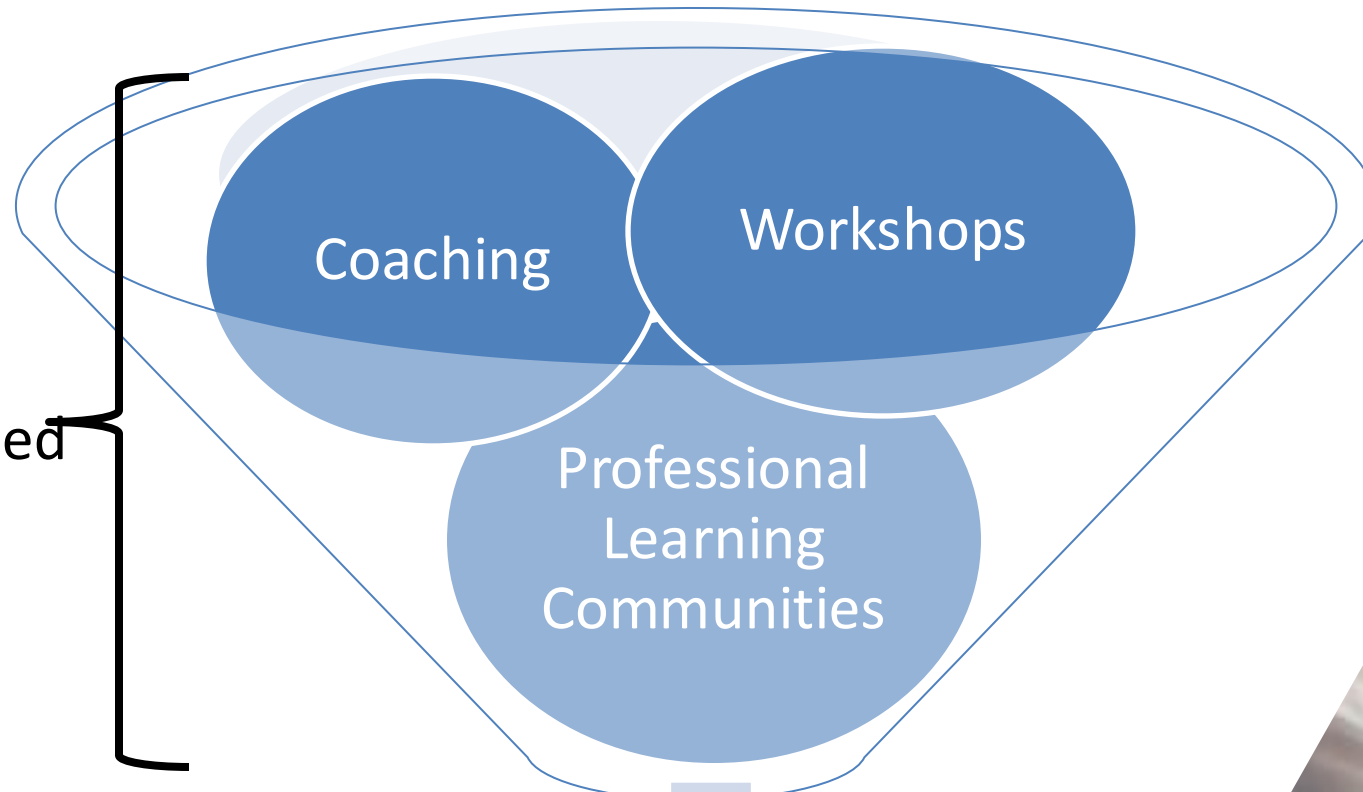 Workshops
Coaching
ed
Professional
Learning
Communities